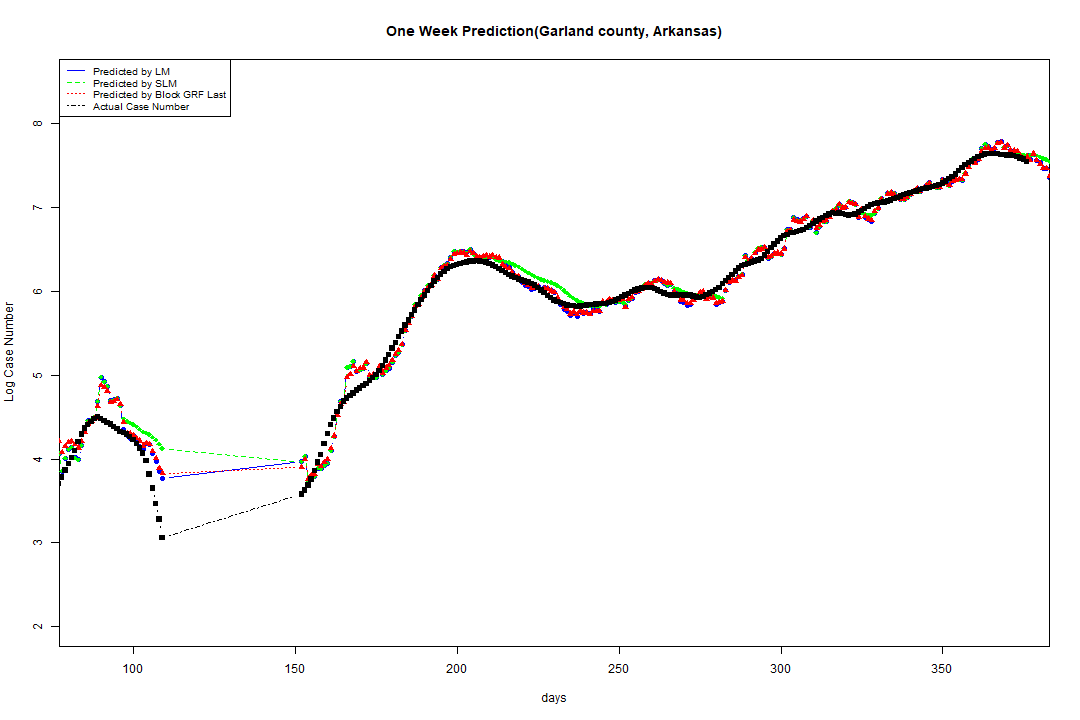 One Week Prediction(Garland county, Arkansas)
Predicted by LM
Predicted by SLM
Predicted by Block GRF Last
Actual Case Number
8
7
6
5
4
3
2
Log Case Number
100 150 200 250 300 350
days